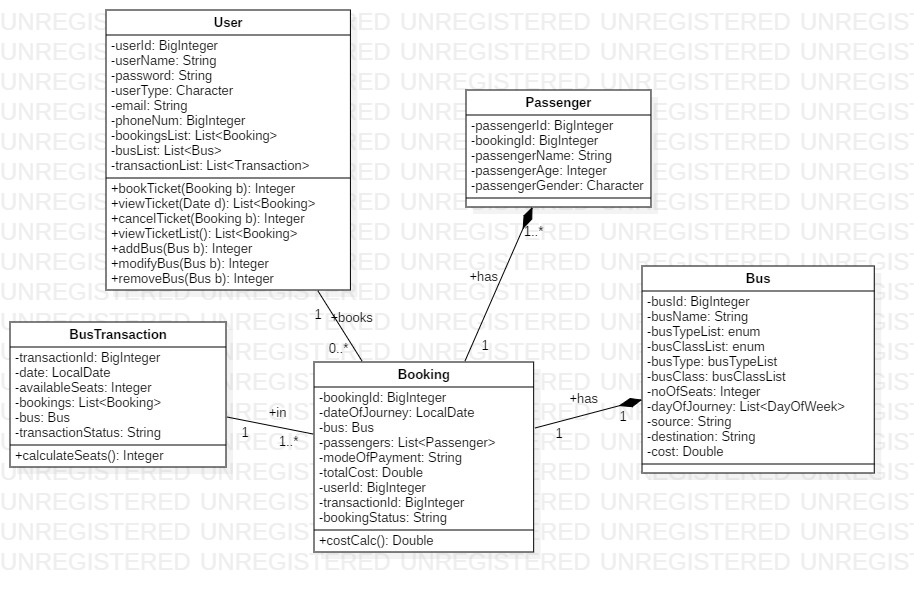 User
-userId: BigInteger
-userName: String
-password: String
-userType: Character
-email: String
-phoneNum: BigInteger
-bookingsList: List<Booking>
-busList: List<Bus>
-transactionList: List<Transaction>
+bookTicket(Booking b): Integer
+viewTicket(Date d): List<Booking>
+cancelTicket(Booking b): Integer
+viewTicketList(): List<Booking>
+addBus(Bus b): Integer
+modifyBus(Bus b): Integer
+removeBus(Bus b): Integer
Passenger
-passengerId: BigInteger
-bookingId: BigInteger
-passengerName: String
-passengerAge: Integer
-passengerGender: Character
1..*
+has
1
1
+books
0..*
Bus
-busId: BigInteger
-busName: String
-busTypeList: enum
-busClassList: enum
-busType: busTypeList
-busClass: busClassList
-noOfSeats: Integer
-dayOfJourney: List<DayOfWeek>
-source: String
-destination: String
-cost: Double
BusTransaction
-transactionId: BigInteger
-date: LocalDate
-availableSeats: Integer
-bookings: List<Booking>
-bus: Bus
-transactionStatus: String
+calculateSeats(): Integer
+in
1
1..*
Booking
-bookingId: BigInteger
-dateOfJourney: LocalDate
-bus: Bus
-passengers: List<Passenger>
-modeOfPayment: String
-totalCost: Double
-userId: BigInteger
-transactionId: BigInteger
-bookingStatus: String
+costCalc(): Double
+has
1
1
UNREGISTERED UNREGISTERED UNREGISTERED UNREGISTERED UNREGIS